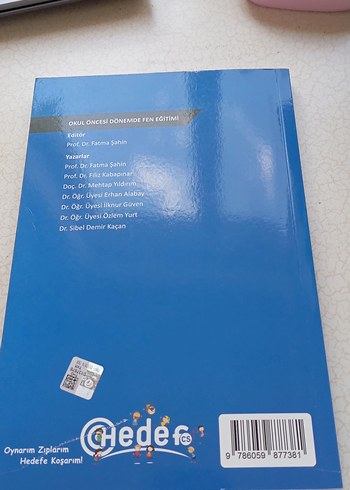 OKUL ÖNCESİ DÖNEMDE FEN EĞİTİMİ
Editör
Prof. Dr. Fatma Şahin
Yazarlar
Prof. Dr. Fatma Şahin
Prof. Dr. Filiz Kabapınar
Doç. Dr. Mehtap Yıldırım
Dr. Öğr. Üyesi Erhan Alabay
Dr. Öğr. Üyesi İlknur Güven
Dr. Öğr. Üyesi Özlem Yurt
Dr. Sibel Demir Kaçan
Hedef CS
Oynarım Zıplarım
Hedefe Koşarım!
9 786059 877381